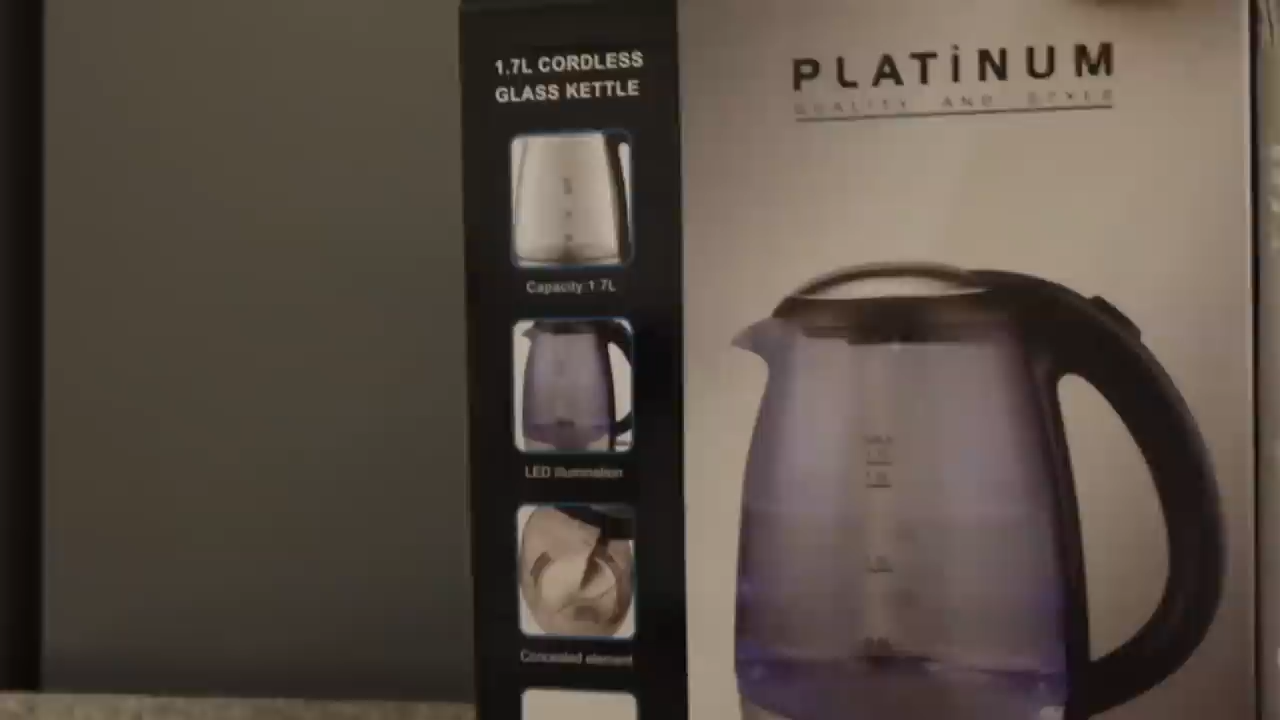 1.7L CORDLESS
GLASS KETTLE
Capacity 1.7L
LED illumination
Concealed element
PLATiNUM
QUALITY AND STYLE